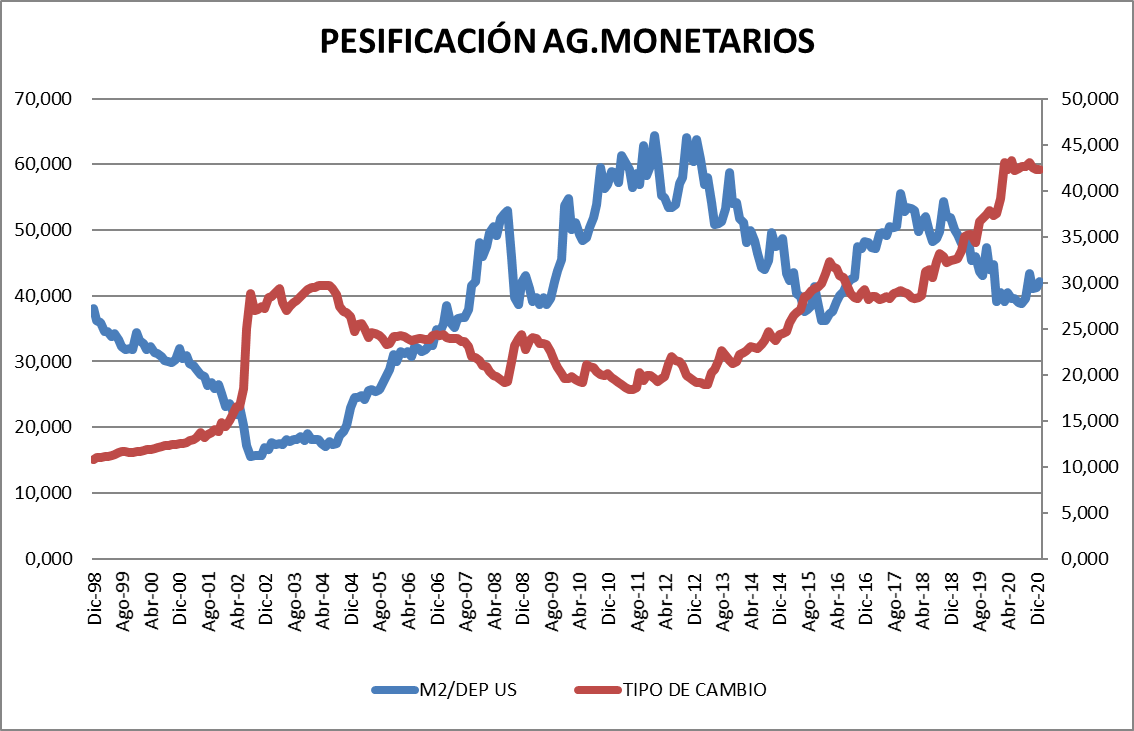 PESIFICACIÓN AG.MONETARIOS
70,000
60,000
50,000
40,000
30,000
20,000
10,000
0,000
50,000
45,000
40,000
35,000
30,000
25,000
20,000
15,000
10,000
5,000
0,000
Dic-98
Ago-99
Abr-00
Dic-00
Ago-01
Abr-02
Dic-02
Ago-03
Abr-04
Dic-04
Ago-05
Abr-06
Dic-06
Ago-07
Abr-08
Dic-08
Ago-09
Abr-10
Dic-10
Ago-11
Abr-12
Dic-12
Ago-13
Abr-14
Dic-14
Ago-15
Abr-16
Dic-16
Ago-17
Abr-18
Dic-18
Ago-19
Abr-20
Dic-20
M2/DEP US
TIPO DE CAMBIO